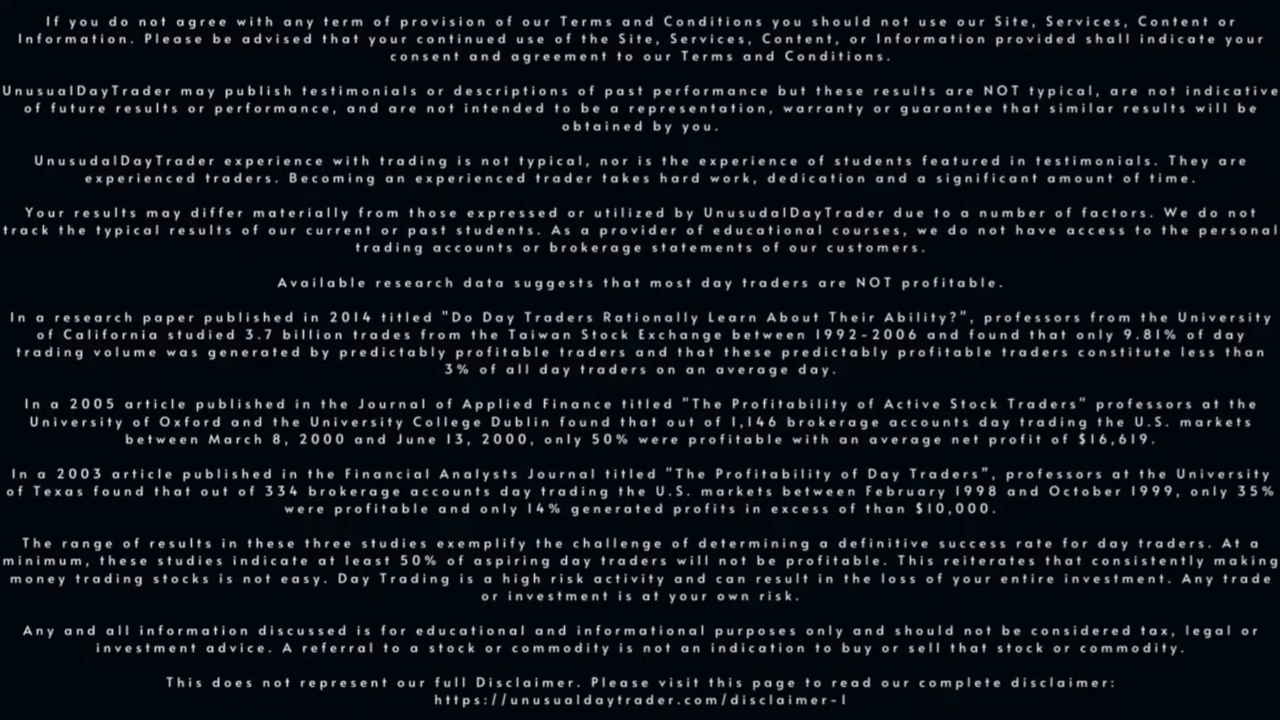 If you do not agree with any term of provision of our Terms and Conditions you should not use our Site, Services, Content or
Information. Please be advised that your continued use of the Site, Services, Content, or Information provided shall indicate your
consent and agreement to our Terms and Conditions.
UnusualDayTrader may publish testimonials or descriptions of past performance but these results are NOT typical, are not indicative
of future results or performance, and are not intended to be a representation, warranty or guarantee that similar results will be
obtained by you.
UnusudalDayTrader experience with trading is not typical, nor is the experience of students featured in testimonials. They are
experienced traders. Becoming an experienced trader takes hard work, dedication and a significant amount of time.
Your results may differ materially from those expressed or utilized by UnusudalDayTrader due to a number of factors. We do not
track the typical results of our current or past students. As a provider of educational courses, we do not have access to the personal
trading accounts or brokerage statements of our customers.
Available research data suggests that most day traders are NOT profitable.
In a research paper published in 2014 titled "Do Day Traders Rationally Learn About Their Ability?", professors from the University
of California studied 3.7 billion trades from the Taiwan Stock Exchange between 1992-2006 and found that only 9.81% of day
trading volume was generated by predictably profitable traders and that these predictably profitable traders constitute less than
3% of all day traders on an average day.
In a 2005 article published in the Journal of Applied Finance titled "The Profitability of Active Stock Traders" professors at the
University of Oxford and the University College Dublin found that out of 1,146 brokerage accounts day trading the U.S. markets
between March 8, 2000 and June 13, 2000, only 50% were profitable with an average net profit of $16,619.
In a 2003 article published in the Financial Analysts Journal titled "The Profitability of Day Traders", professors at the University
of Texas found that out of 334 brokerage accounts day trading the U.S. markets between February 1998 and October 1999, only 35%
were profitable and only 14% generated profits in excess of than $10,000.
The range of results in these three studies exemplify the challenge of determining a definitive success rate for day traders. At a
minimum, these studies indicate at least 50% of aspiring day traders will not be profitable. This reiterates that consistently making
money trading stocks is not easy. Day Trading is a high risk activity and can result in the loss of your entire investment. Any trade
or investment is at your own risk.
Any and all information discussed is for educational and informational purposes only and should not be considered tax, legal or
investment advice. A referral to a stock or commodity is not an indication to buy or sell that stock or commodity.
This does not represent our full Disclaimer. Please visit this page to read our complete disclaimer:
https://unusualdaytrader.com/disclaimer-1